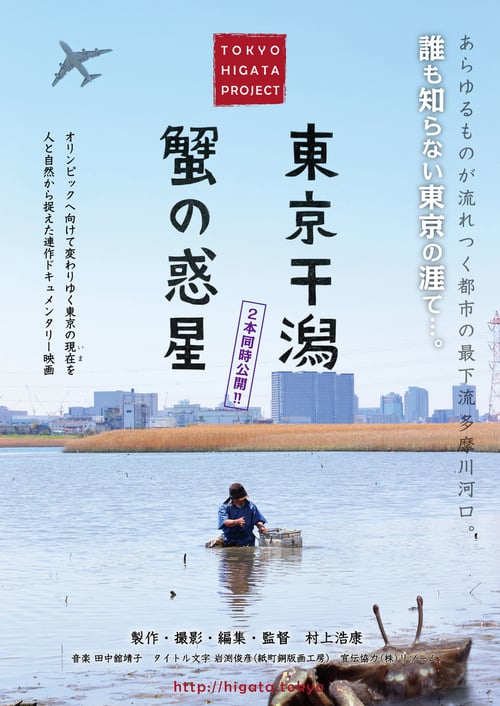 TOKYO
HIGATA
PROJECT
あらゆるものが流れつく都市の最下流 多摩川河口。
誰も知らない東京の涯て…。
東京干潟
2本同時公開!!
蟹の惑星
オリンピックへ向けて変わりゆく東京の現在を
いま
人と自然から捉えた連作ドキュメンタリー映画
製作・撮影・編集・監督 村上浩康
音楽 田中館靖子 タイトル文字 岩渕俊彦(紙町銅版画工房) 宣伝協力(株)リゾーム
http://higata.tokyo